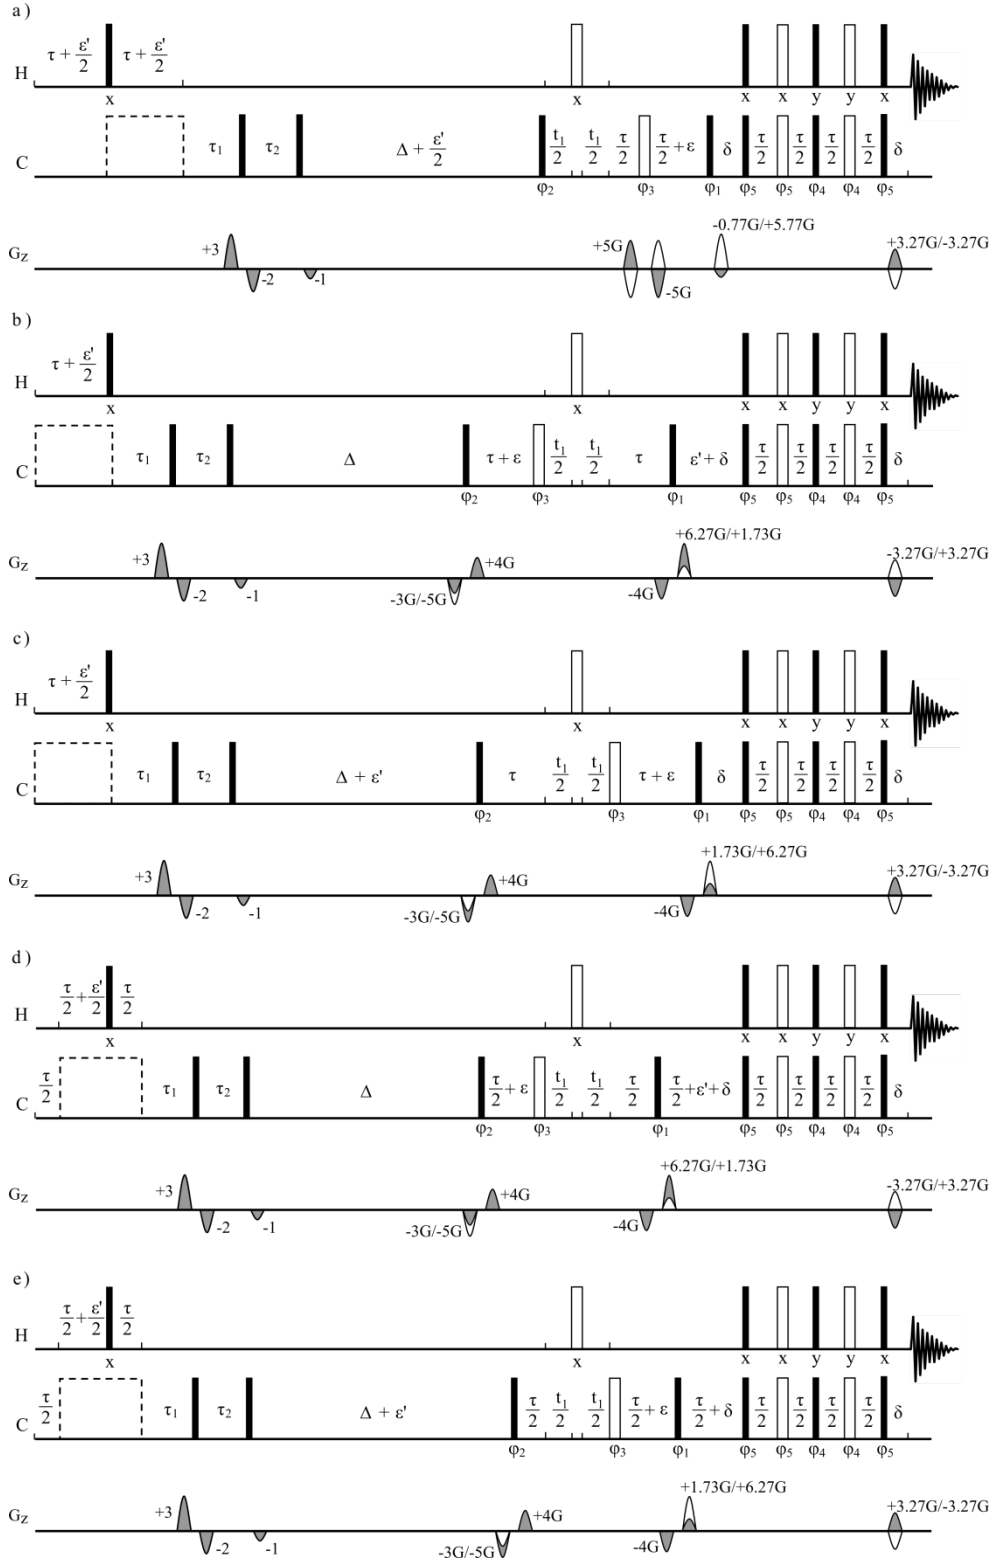 a)
τ + ε'/2 τ + ε'/2
H
x x x x y y x
τ₁ τ₂ Δ + ε'/2 t₁/2 t₁/2 τ/2 τ/2 + ε δ τ/2 τ/2 τ/2 τ/2 δ
C
φ₂ φ₃ φ₁ φ₅ φ₅ φ₄ φ₄ φ₅
-0.77G/+5.77G
+3 +5G +3.27G/-3.27G
G_Z
-2 -1 -5G
b)
τ + ε'/2
H
x x x x y y x
τ₁ τ₂ Δ τ + ε t₁/2 t₁/2 τ ε' + δ τ/2 τ/2 τ/2 τ/2 δ
C
φ₂ φ₃ φ₁ φ₅ φ₅ φ₄ φ₄ φ₅
+6.27G/+1.73G
+3 +4G -3.27G/+3.27G
G_Z
-2 -1 -3G/-5G -4G
c)
τ + ε'/2
H
x x x x y y x
τ₁ τ₂ Δ + ε' τ t₁/2 t₁/2 τ + ε δ τ/2 τ/2 τ/2 τ/2 δ
C
φ₂ φ₃ φ₁ φ₅ φ₅ φ₄ φ₄ φ₅
+1.73G/+6.27G
+3 +4G +3.27G/-3.27G
G_Z
-2 -1 -3G/-5G -4G
d)
τ/2 + ε'/2 τ/2
H
x x x x y y x
τ/2 τ₁ τ₂ Δ τ/2 + ε t₁/2 t₁/2 τ/2 τ/2 + ε' + δ τ/2 τ/2 τ/2 τ/2 δ
C
φ₂ φ₃ φ₁ φ₅ φ₅ φ₄ φ₄ φ₅
+6.27G/+1.73G
+3 +4G -3.27G/+3.27G
G_Z
-2 -1 -3G/-5G -4G
e)
τ/2 + ε'/2 τ/2
H
x x x x y y x
τ/2 τ₁ τ₂ Δ + ε' τ/2 t₁/2 t₁/2 τ/2 + ε τ/2 + δ τ/2 τ/2 τ/2 τ/2 δ
C
φ₂ φ₃ φ₁ φ₅ φ₅ φ₄ φ₄ φ₅
+1.73G/+6.27G
+3 +4G +3.27G/-3.27G
G_Z
-2 -1 -3G/-5G -4G